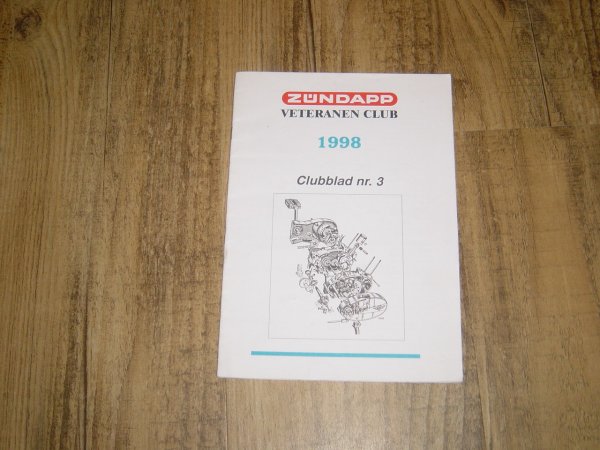 ZÜNDAPP
VETERANEN CLUB
1998
Clubblad nr. 3